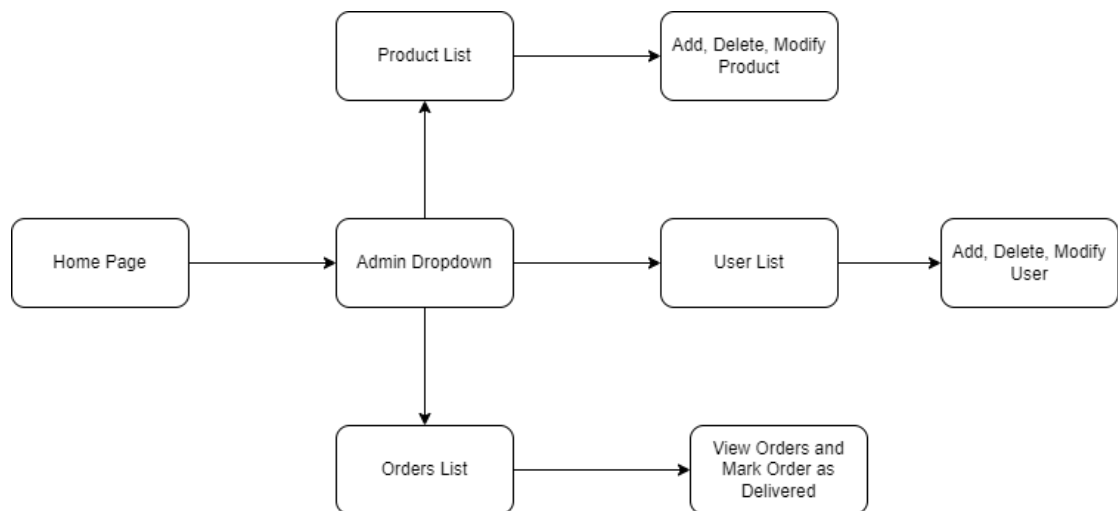 Product List
Add, Delete, Modify
Product
Home Page
Admin Dropdown
User List
Add, Delete, Modify
User
Orders List
View Orders and
Mark Order as
Delivered